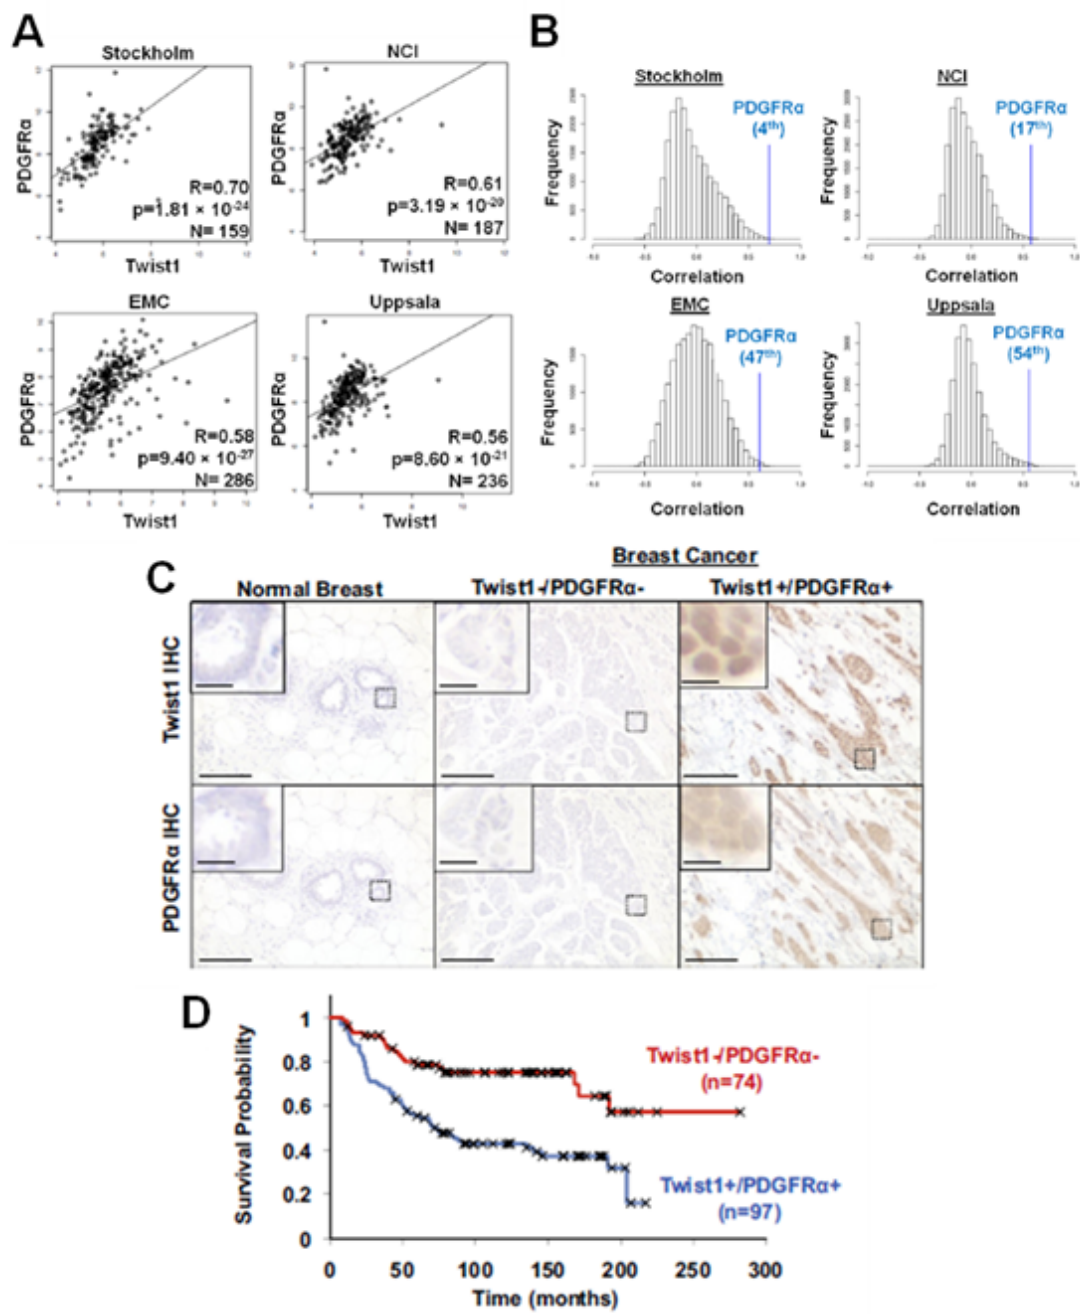 A
Stockholm
PDGFRα
R=0.70
p=1.81 × 10⁻²⁴
N= 159
Twist1
NCI
PDGFRα
R=0.61
p=3.19 × 10⁻²⁰
N= 187
Twist1
EMC
PDGFRα
R=0.58
p=9.40 × 10⁻²⁷
N= 286
Twist1
Uppsala
PDGFRα
R=0.56
p=8.60 × 10⁻²¹
N= 236
Twist1
B
Stockholm
PDGFRα
(4th)
Frequency
Correlation
NCI
PDGFRα
(17th)
Frequency
Correlation
EMC
PDGFRα
(47th)
Frequency
Correlation
Uppsala
PDGFRα
(54th)
Frequency
Correlation
C
Breast Cancer
Normal Breast
Twist1-/PDGFRα-
Twist1+/PDGFRα+
Twist1 IHC
PDGFRα IHC
D
Survival Probability
1
0.8
0.6
0.4
0.2
0
Twist1-/PDGFRα-
(n=74)
Twist1+/PDGFRα+
(n=97)
0 50 100 150 200 250 300
Time (months)